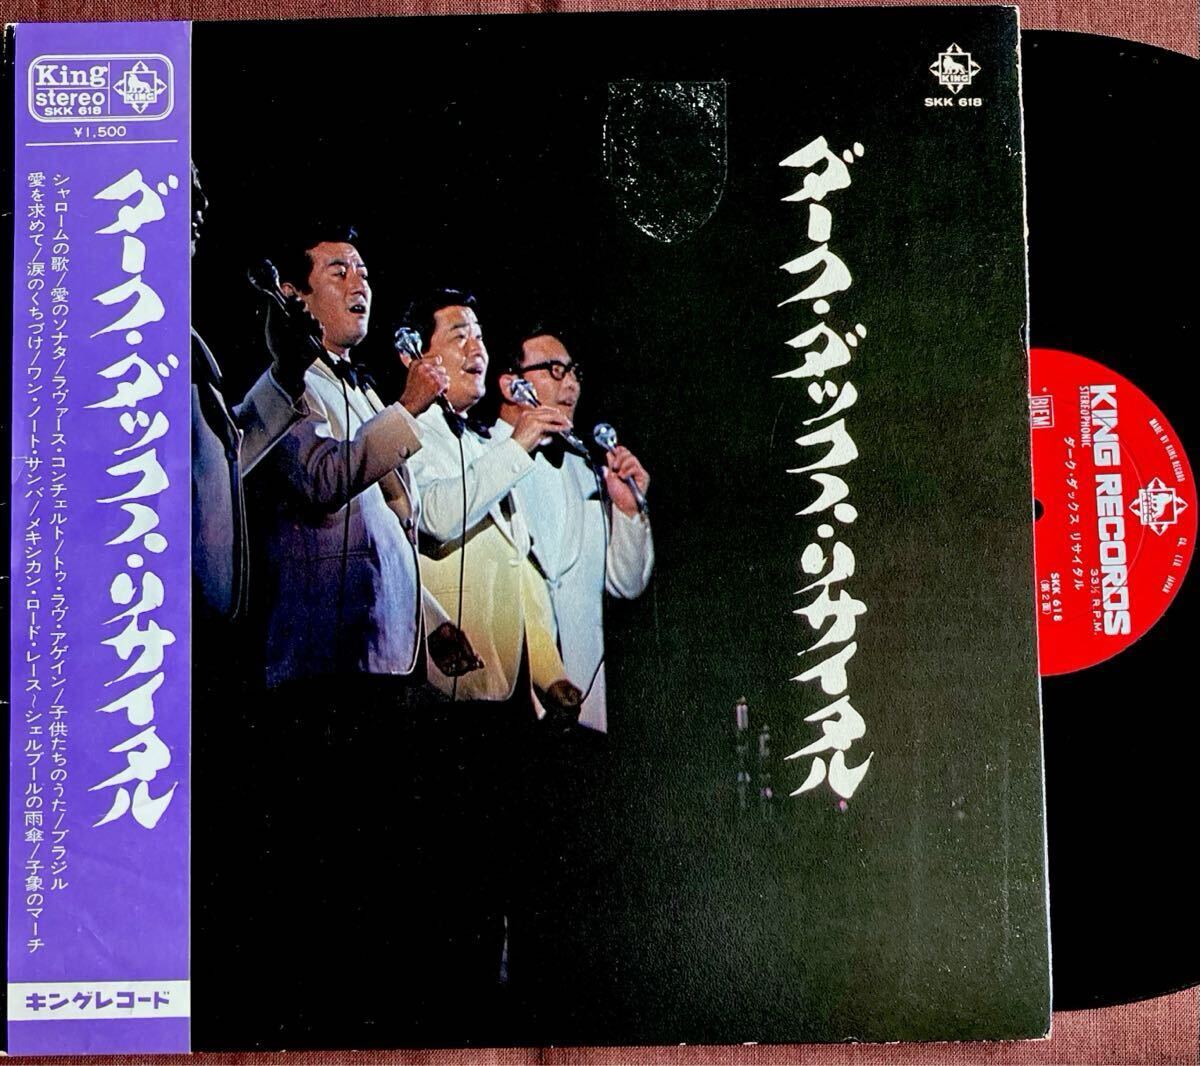 King
stereo
SKK 618
KING
¥1,500
ダーク・ダックス・リサイタル
シャロームの歌/愛のソナタ/ラヴァース・コンチェルト/トゥ・ラヴ・アゲイン/子供たちのうた/ブラジル
愛を求めて/涙のくちづけ/ワン・ノート・サンバ/メキシカン・ロード・レース~シェルブールの雨傘/子象のマーチ
キングレコード
KING
SKK 618
ダーク・ダックス・リサイタル
KING RECORDS
STEREOPHONIC
33⅓ R.P.M.
BIEM
MADE BY KING RECORD
KING
ダーク・ダックス リサイタル
SKK 618
(第2面)
JAPAN